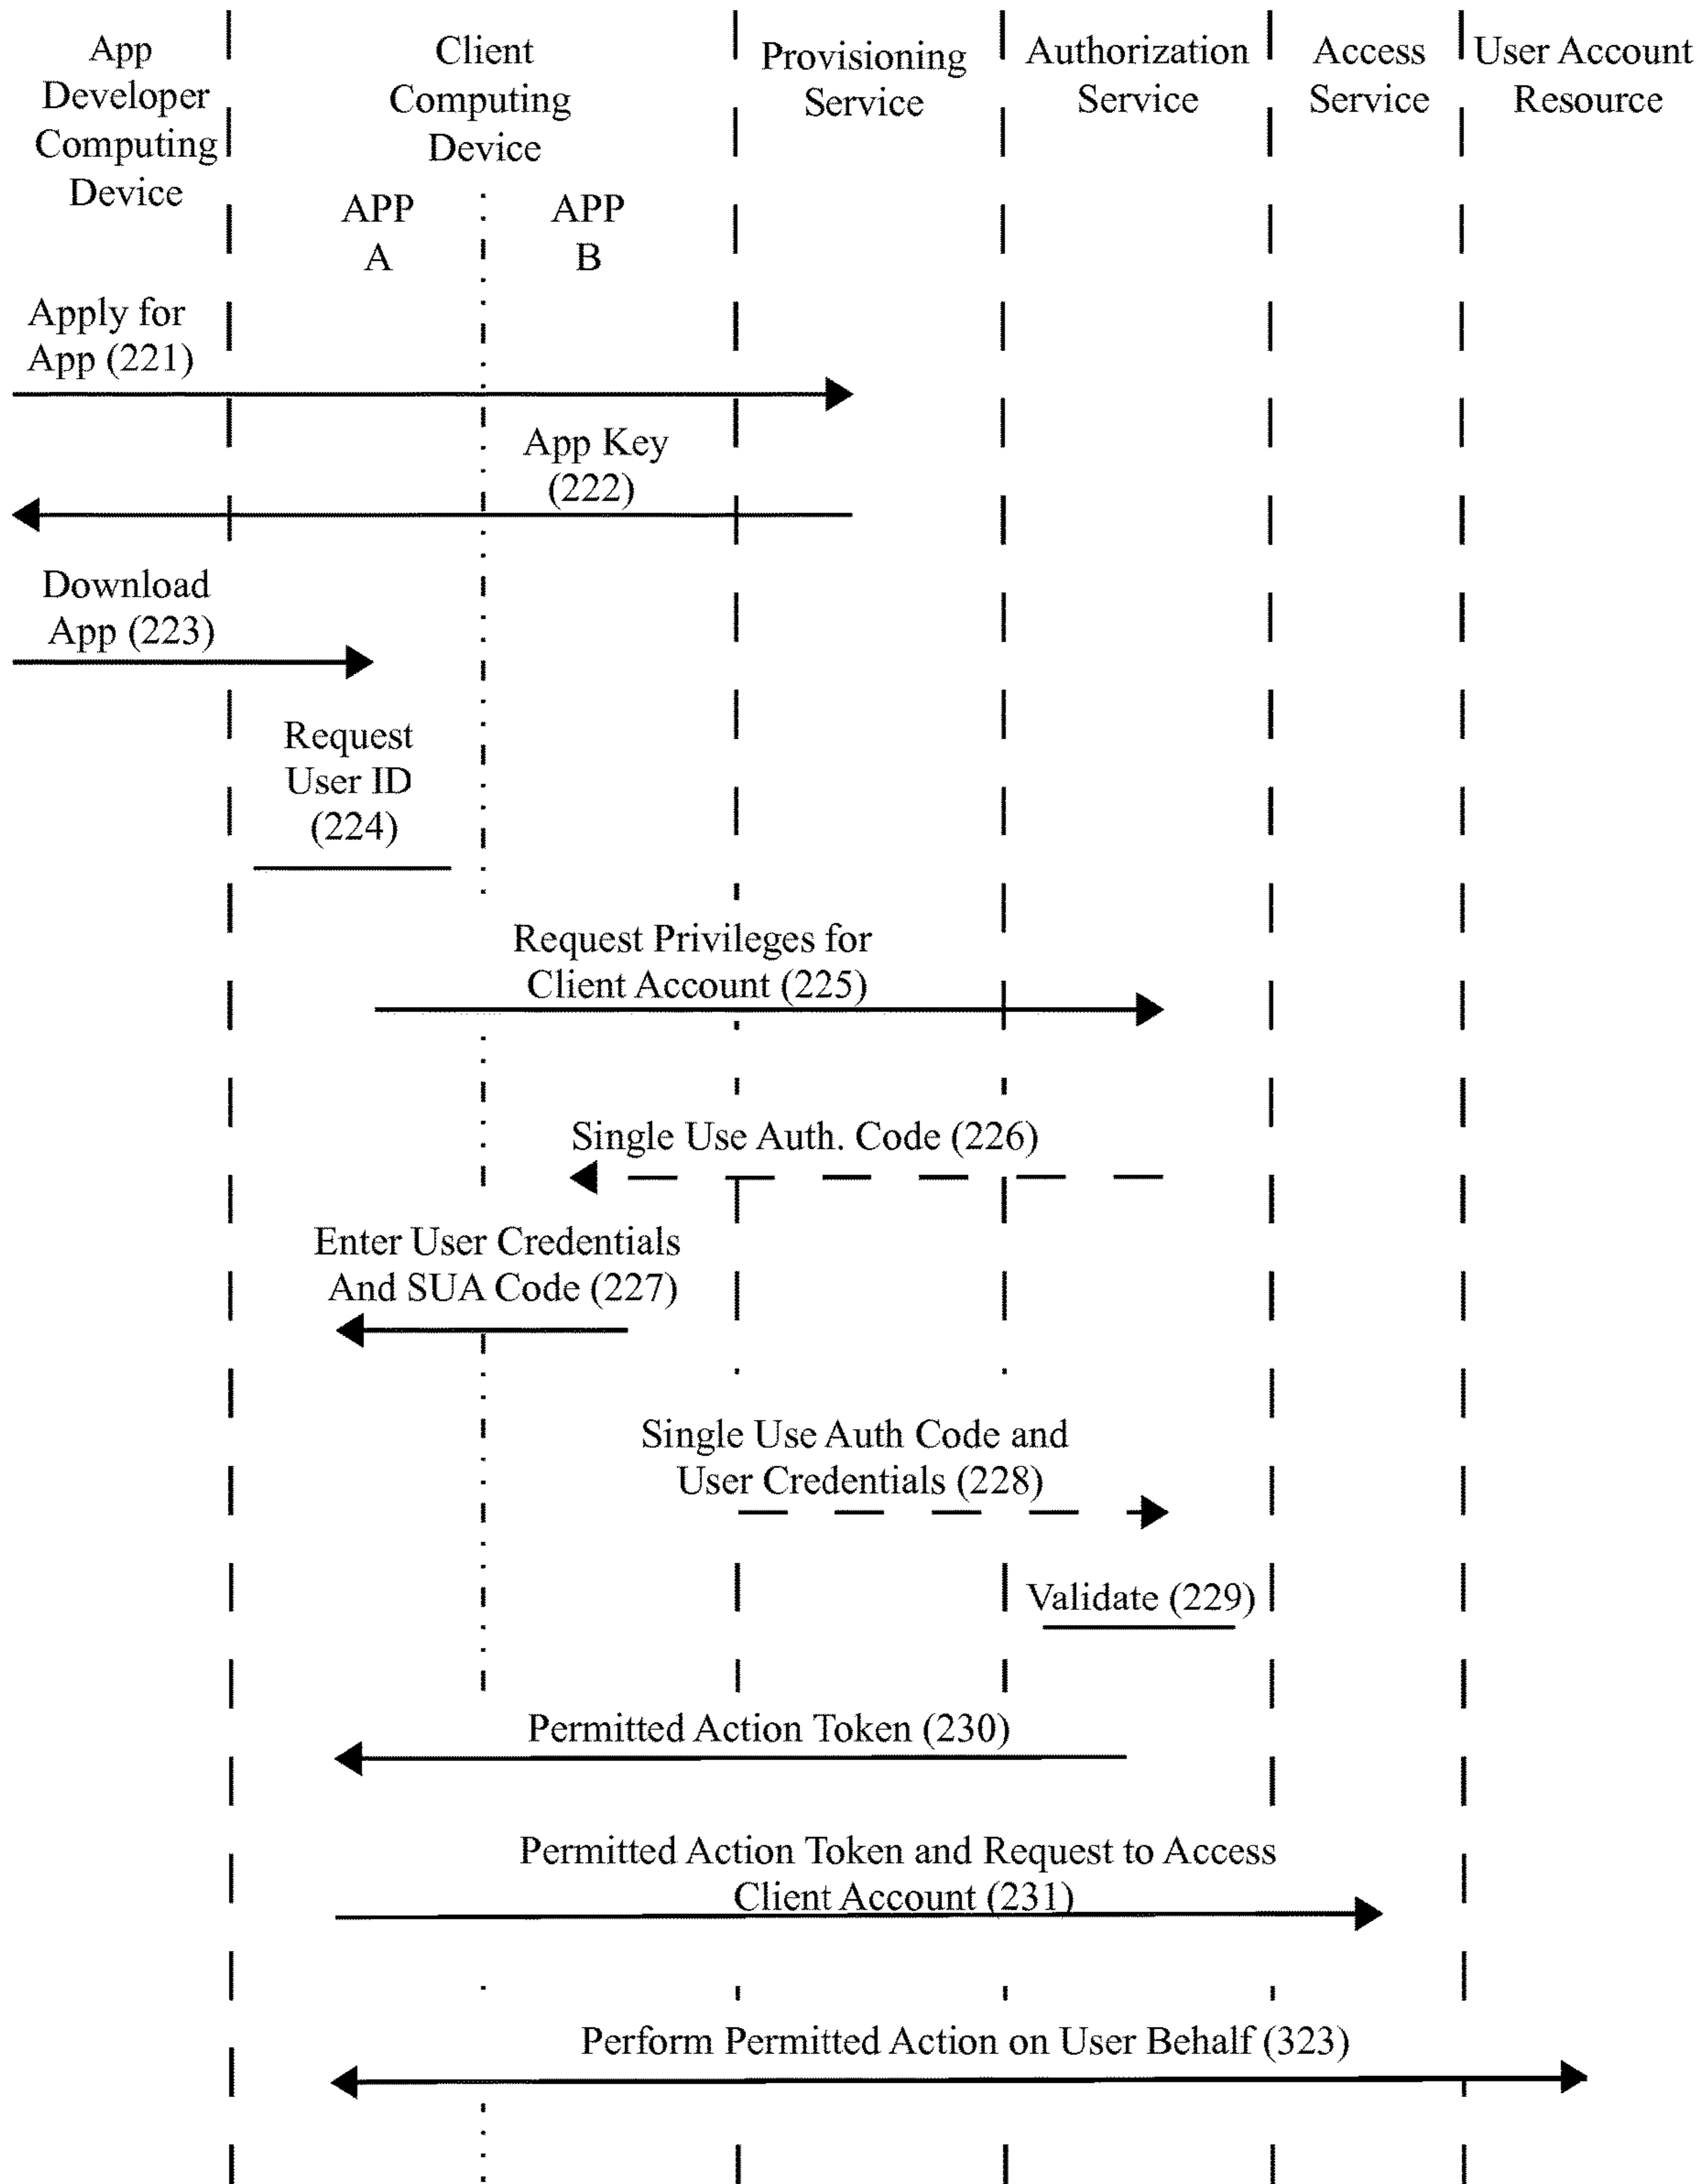 App
Developer
Computing
Device
Client
Computing
Device
Provisioning
Service
Authorization
Service
Access
Service
User Account
Resource
APP
A
APP
B
Apply for
App (221)
App Key
(222)
Download
App (223)
Request
User ID
(224)
Request Privileges for
Client Account (225)
Single Use Auth. Code (226)
Enter User Credentials
And SUA Code (227)
Single Use Auth Code and
User Credentials (228)
Validate (229)
Permitted Action Token (230)
Permitted Action Token and Request to Access
Client Account (231)
Perform Permitted Action on User Behalf (323)